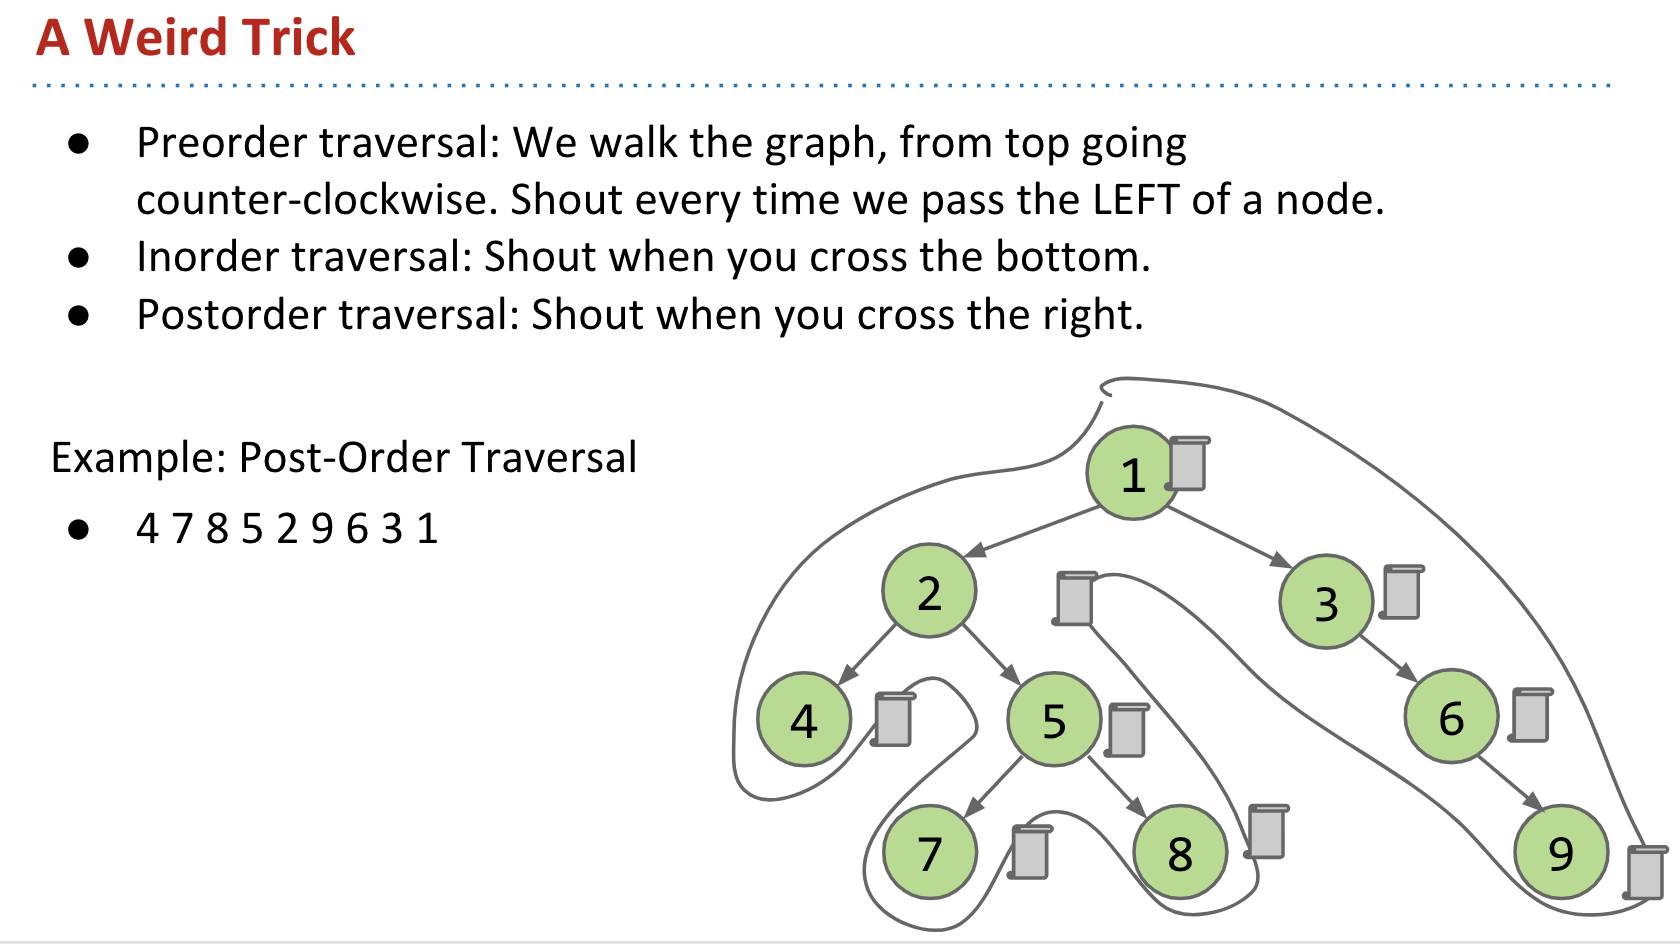 A Weird Trick
● Preorder traversal: We walk the graph, from top going
counter-clockwise. Shout every time we pass the LEFT of a node.
● Inorder traversal: Shout when you cross the bottom.
● Postorder traversal: Shout when you cross the right.
Example: Post-Order Traversal
● 4 7 8 5 2 9 6 3 1
1
2
3
4
5
6
7
8
9